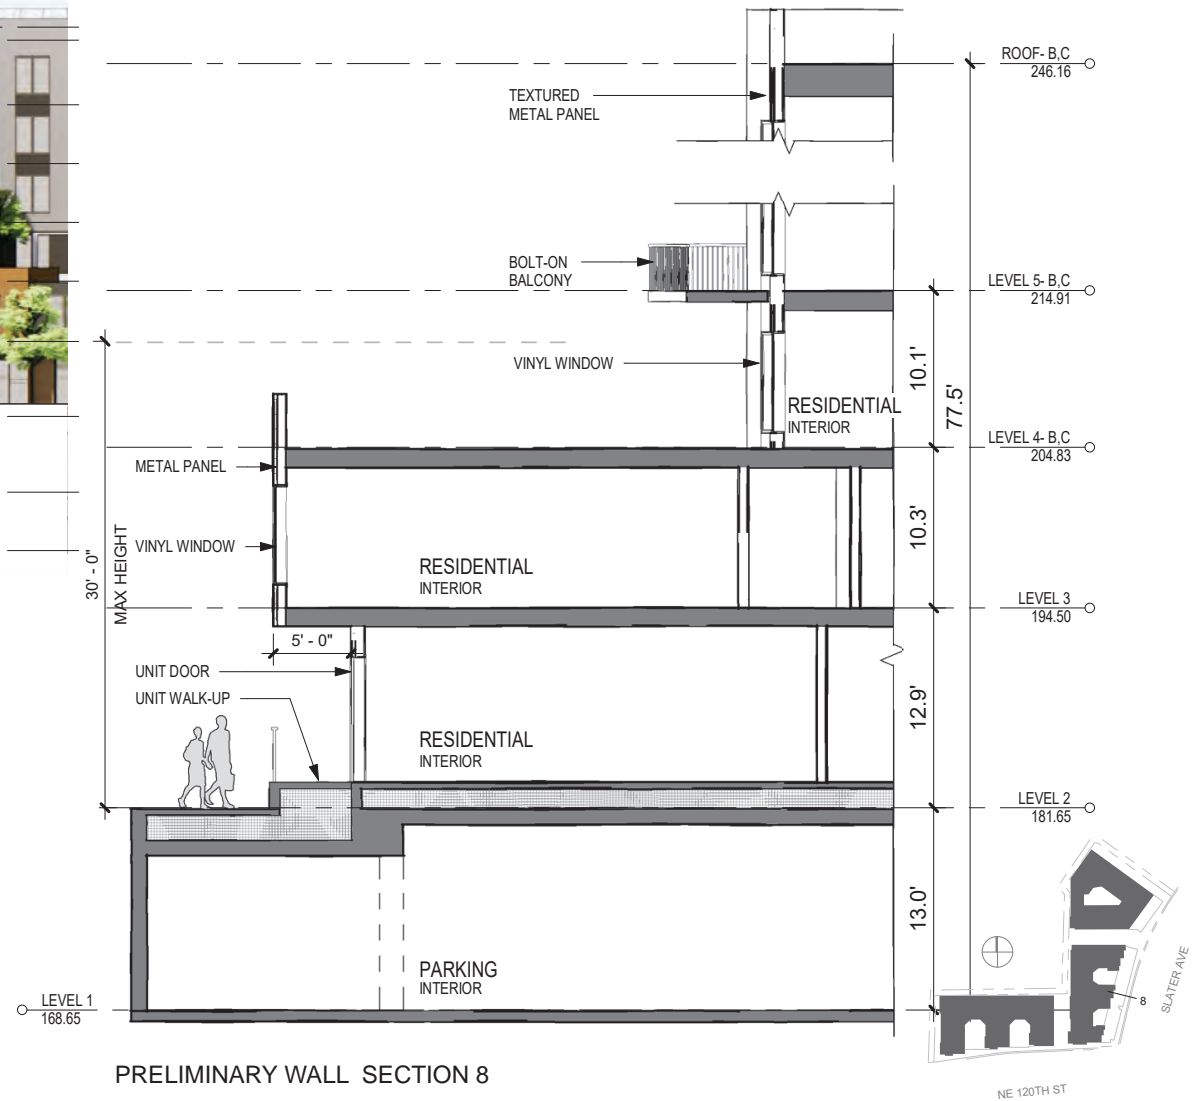 ROOF- B,C
246.16
TEXTURED
METAL PANEL
BOLT-ON
BALCONY
LEVEL 5- B,C
214.91
VINYL WINDOW
10.1'
77.5'
RESIDENTIAL
INTERIOR
LEVEL 4- B,C
204.83
METAL PANEL
VINYL WINDOW
30' - 0"
MAX HEIGHT
10.3'
RESIDENTIAL
INTERIOR
LEVEL 3
194.50
5' - 0"
UNIT DOOR
UNIT WALK-UP
12.9'
RESIDENTIAL
INTERIOR
LEVEL 2
181.65
13.0'
PARKING
INTERIOR
LEVEL 1
168.65
8
SLATER AVE
NE 120TH ST
PRELIMINARY WALL SECTION 8